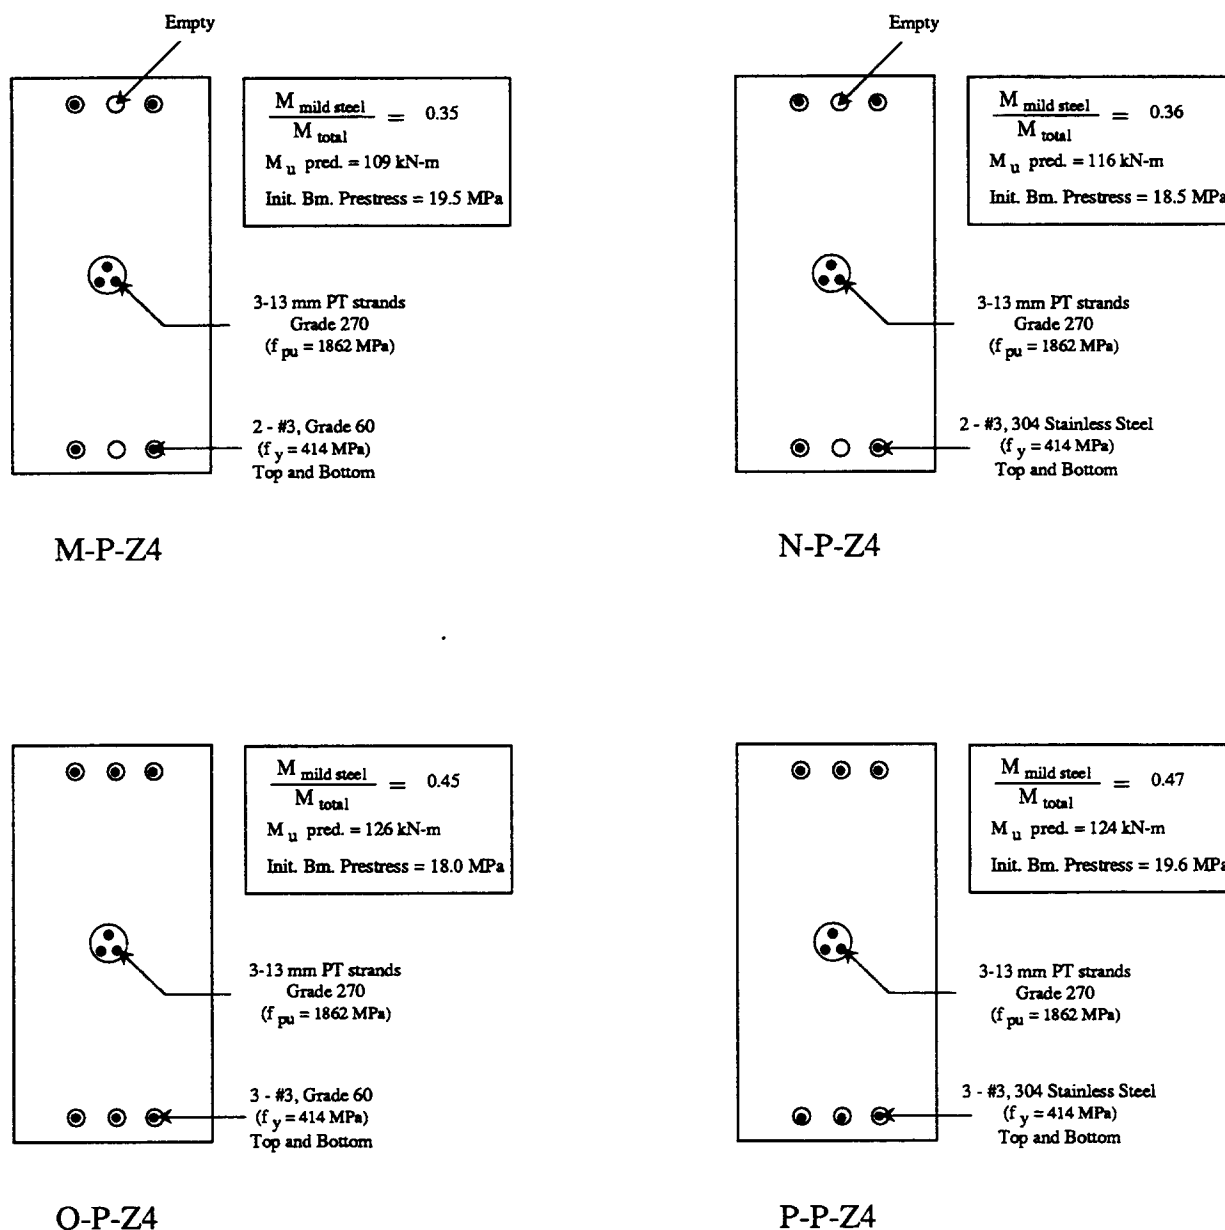 Empty
M mild steel
M total
= 0.35
M u pred. = 109 kN-m
Init. Bm. Prestress = 19.5 MPa
3-13 mm PT strands
Grade 270
(f pu = 1862 MPa)
2 - #3, Grade 60
(f y = 414 MPa)
Top and Bottom
M-P-Z4
Empty
M mild steel
M total
= 0.36
M u pred. = 116 kN-m
Init. Bm. Prestress = 18.5 MPa
3-13 mm PT strands
Grade 270
(f pu = 1862 MPa)
2 - #3, 304 Stainless Steel
(f y = 414 MPa)
Top and Bottom
N-P-Z4
M mild steel
M total
= 0.45
M u pred. = 126 kN-m
Init. Bm. Prestress = 18.0 MPa
3-13 mm PT strands
Grade 270
(f pu = 1862 MPa)
3 - #3, Grade 60
(f y = 414 MPa)
Top and Bottom
O-P-Z4
M mild steel
M total
= 0.47
M u pred. = 124 kN-m
Init. Bm. Prestress = 19.6 MPa
3-13 mm PT strands
Grade 270
(f pu = 1862 MPa)
3 - #3, 304 Stainless Steel
(f y = 414 MPa)
Top and Bottom
P-P-Z4